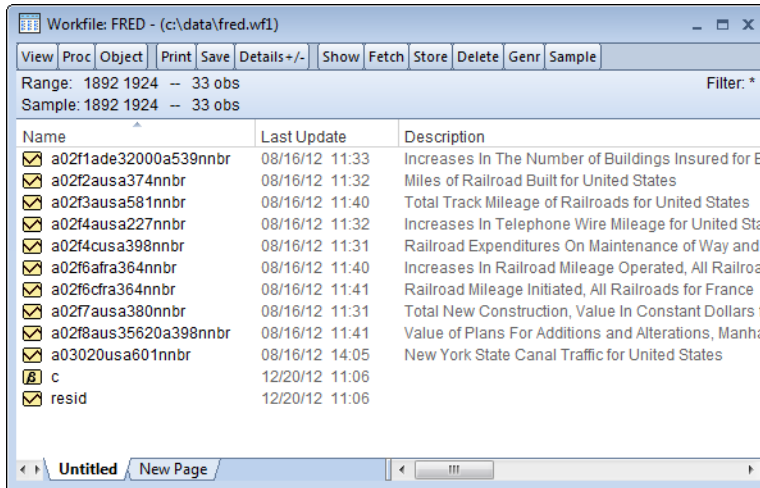 Workfile: FRED - (c:\data\fred.wf1)
View Proc Object Print Save Details+/- Show Fetch Store Delete Genr Sample
Range: 1892 1924 -- 33 obs Filter: *
Sample: 1892 1924 -- 33 obs
Name Last Update Description
a02f1ade32000a539nnbr 08/16/12 11:33 Increases In The Number of Buildings Insured for E
a02f2ausa374nnbr 08/16/12 11:32 Miles of Railroad Built for United States
a02f3ausa581nnbr 08/16/12 11:40 Total Track Mileage of Railroads for United States
a02f4ausa227nnbr 08/16/12 11:32 Increases In Telephone Wire Mileage for United Sta
a02f4cusa398nnbr 08/16/12 11:31 Railroad Expenditures On Maintenance of Way and
a02f6afra364nnbr 08/16/12 11:40 Increases In Railroad Mileage Operated, All Railroa
a02f6cfra364nnbr 08/16/12 11:41 Railroad Mileage Initiated, All Railroads for France
a02f7ausa380nnbr 08/16/12 11:31 Total New Construction, Value In Constant Dollars
a02f8aus35620a398nnbr 08/16/12 11:41 Value of Plans For Additions and Alterations, Manha
a03020usa601nnbr 08/16/12 14:05 New York State Canal Traffic for United States
β c 12/20/12 11:06
resid 12/20/12 11:06
Untitled New Page